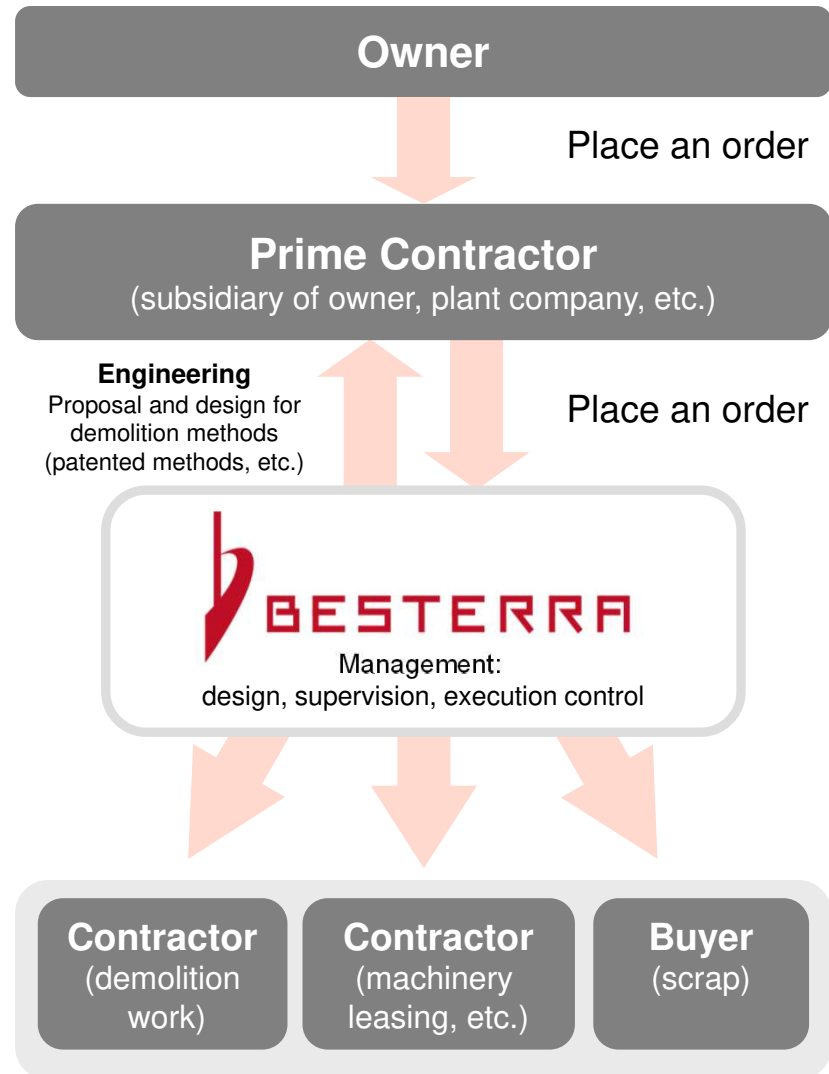 Owner
Place an order
Prime Contractor
(subsidiary of owner, plant company, etc.)
Engineering
Proposal and design for
demolition methods
(patented methods, etc.)
Place an order
BESTERRA
Management:
design, supervision, execution control
Contractor
(demolition
work)
Contractor
(machinery
leasing, etc.)
Buyer
(scrap)